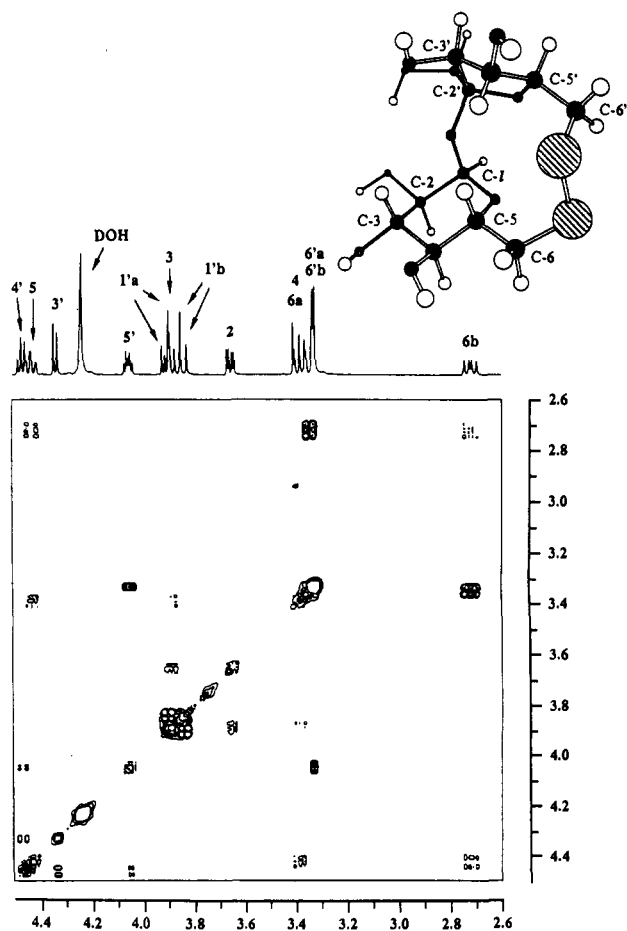 C-3'
C-5'
C-2'
C-6'
C-1
C-2
C-3
C-5
C-6
DOH
4' 5 3'
5'
1'a 3 1'b
2
6'a
4 6'b
6a
6b
2.6
2.8
3.0
3.2
3.4
3.6
3.8
4.0
4.2
4.4
4.4 4.2 4.0 3.8 3.6 3.4 3.2 3.0 2.8 2.6